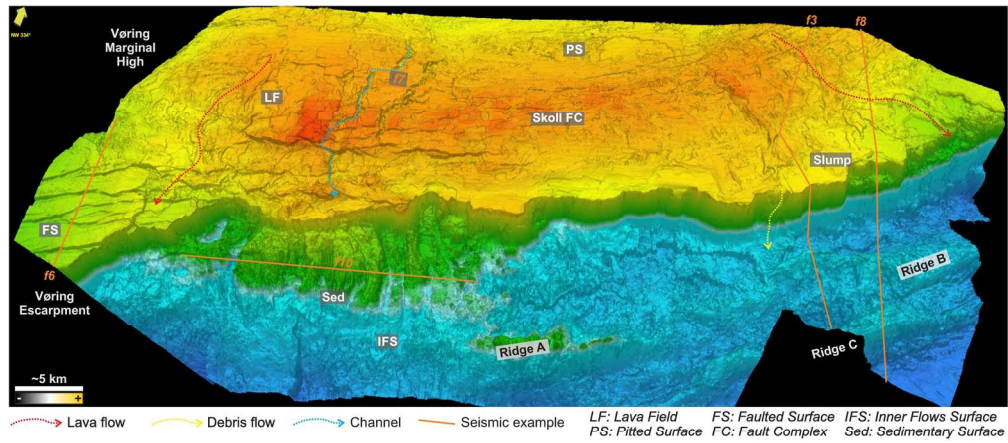 NW 334°
Vøring
Marginal
High
PS
f3
f8
f7
LF
Skoll FC
Slump
FS
f6
f10
Ridge B
Vøring
Escarpment
Sed
IFS
Ridge A
Ridge C
~5 km
- +
Lava flow
Debris flow
Channel
Seismic example
LF: Lava Field FS: Faulted Surface IFS: Inner Flows Surface
PS: Pitted Surface FC: Fault Complex Sed: Sedimentary Surface